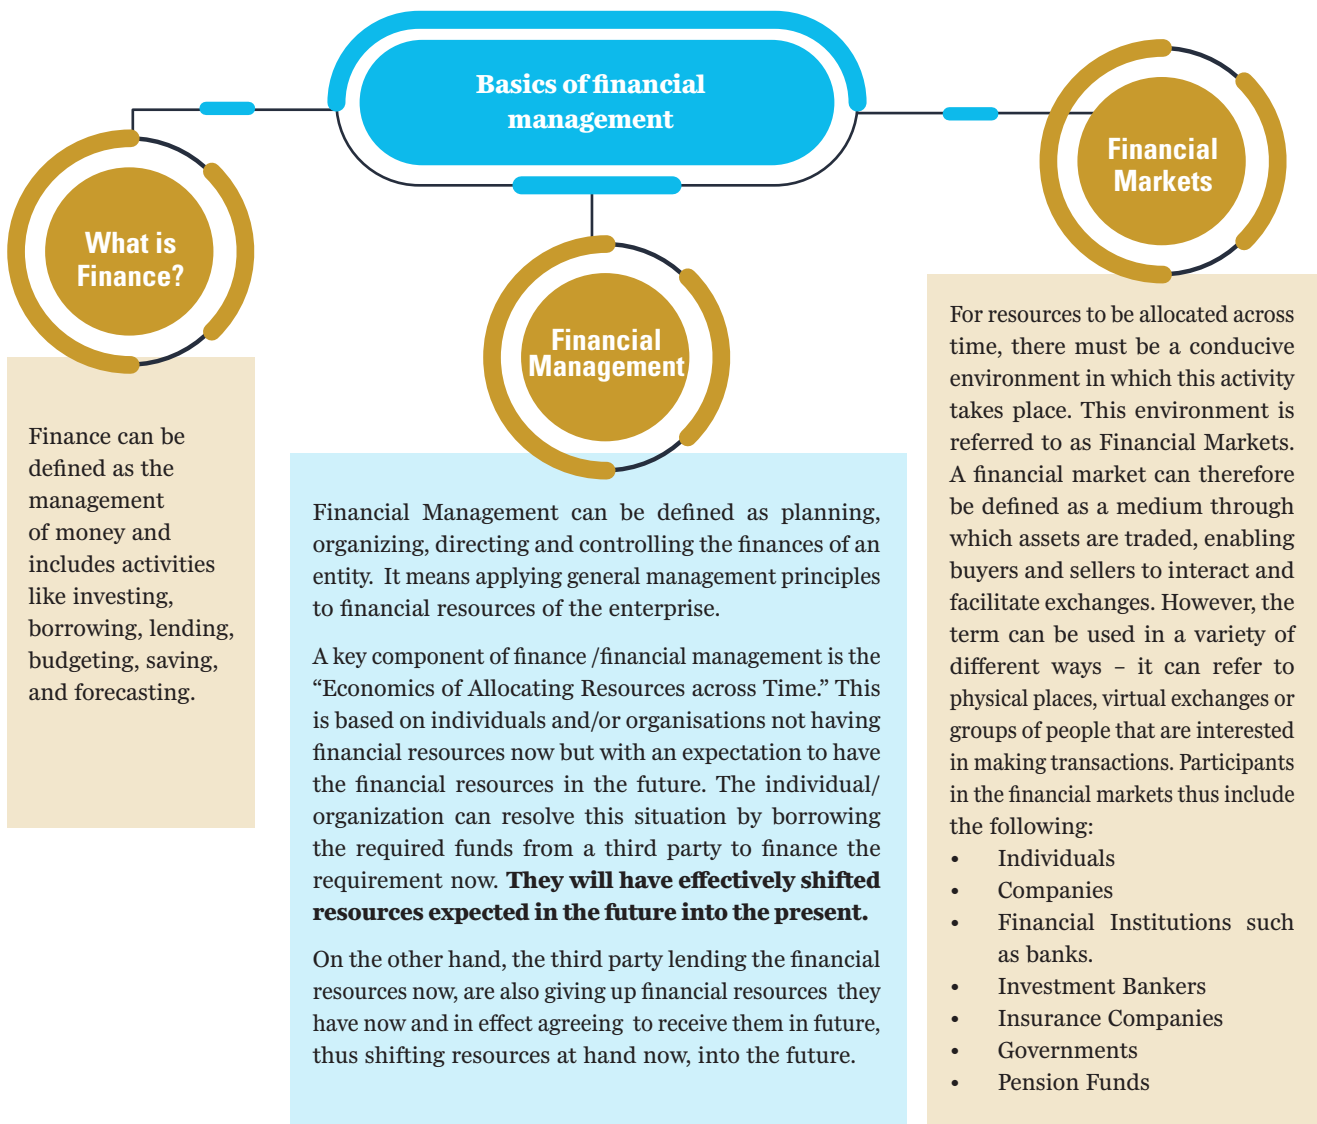 Basics of financial
management
What is
Finance?
Finance can be
defined as the
management
of money and
includes activities
like investing,
borrowing, lending,
budgeting, saving,
and forecasting.
Financial
Management
Financial Management can be defined as planning,
organizing, directing and controlling the finances of an
entity. It means applying general management principles
to financial resources of the enterprise.
A key component of finance /financial management is the
“Economics of Allocating Resources across Time.” This
is based on individuals and/or organisations not having
financial resources now but with an expectation to have
the financial resources in the future. The individual/
organization can resolve this situation by borrowing
the required funds from a third party to finance the
requirement now. They will have effectively shifted
resources expected in the future into the present.
On the other hand, the third party lending the financial
resources now, are also giving up financial resources they
have now and in effect agreeing to receive them in future,
thus shifting resources at hand now, into the future.
Financial
Markets
For resources to be allocated across
time, there must be a conducive
environment in which this activity
takes place. This environment is
referred to as Financial Markets.
A financial market can therefore
be defined as a medium through
which assets are traded, enabling
buyers and sellers to interact and
facilitate exchanges. However, the
term can be used in a variety of
different ways – it can refer to
physical places, virtual exchanges or
groups of people that are interested
in making transactions. Participants
in the financial markets thus include
the following:
• Individuals
• Companies
• Financial Institutions such
as banks.
• Investment Bankers
• Insurance Companies
• Governments
• Pension Funds